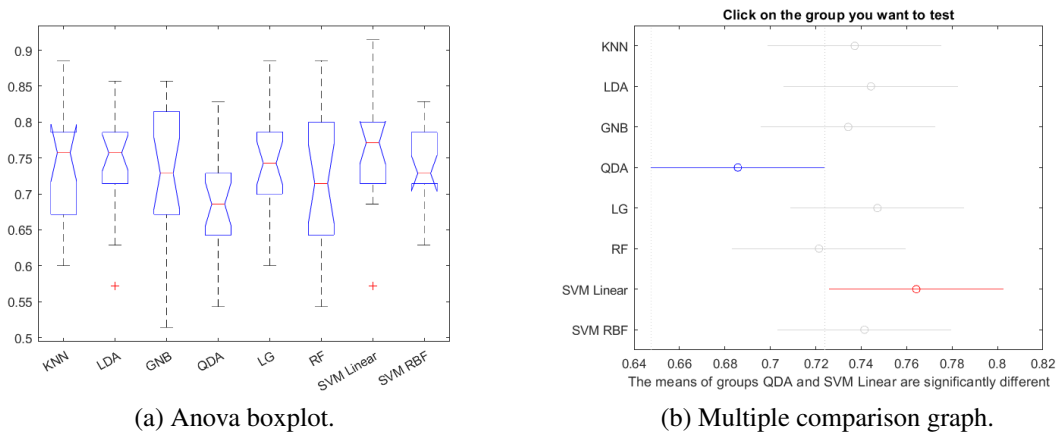 0.9
0.85
0.8
0.75
0.7
0.65
0.6
0.55
0.5
KNN
LDA
GNB
QDA
LG
RF
SVM Linear
SVM RBF
(a) Anova boxplot.
Click on the group you want to test
KNN
LDA
GNB
QDA
LG
RF
SVM Linear
SVM RBF
0.64 0.66 0.68 0.7 0.72 0.74 0.76 0.78 0.8 0.82
The means of groups QDA and SVM Linear are significantly different
(b) Multiple comparison graph.